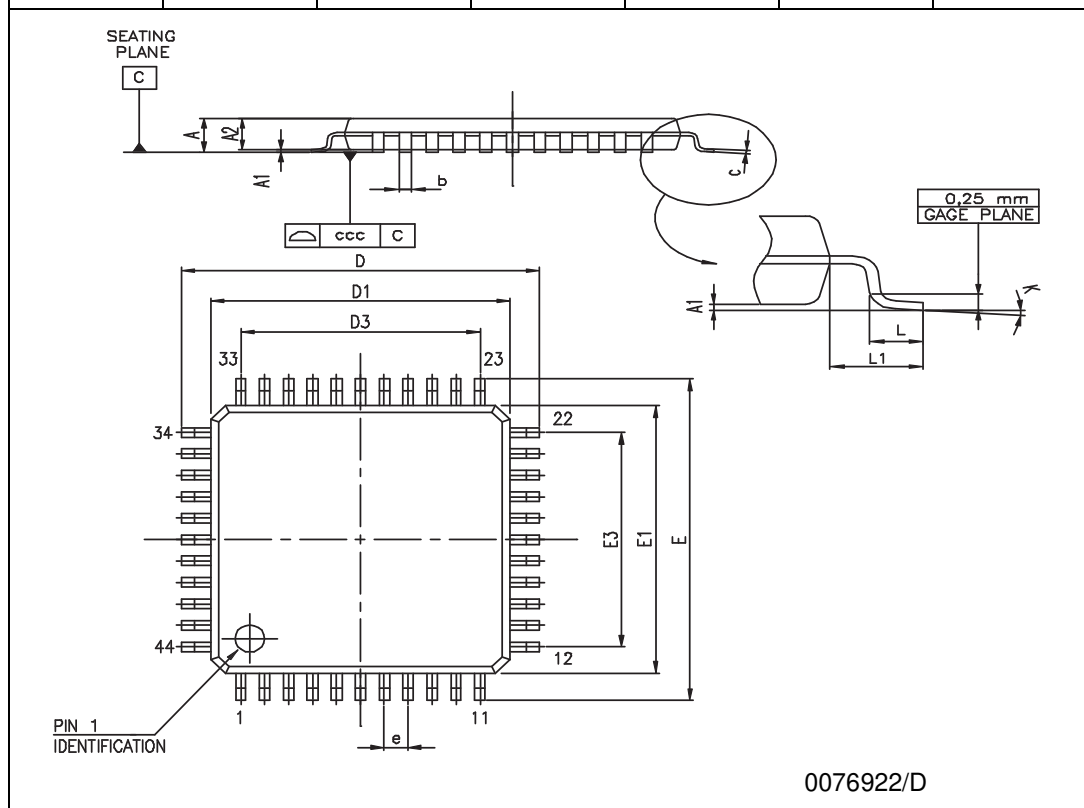 SEATING
PLANE
C
A
A2
A1
b
c
ccc C
0,25 mm
GAGE PLANE
D
D1
D3
A1
K
L
L1
33
23
34
22
E3
E1
E
44
12
1
11
PIN 1
IDENTIFICATION
e
0076922/D